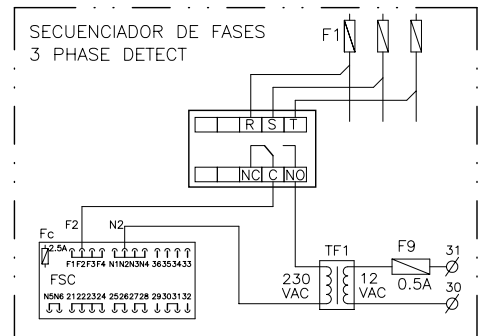 SECUENCIADOR DE FASES
3 PHASE DETECT
F1
R S T
NC C NO
F2 N2
Fc
2.5A
F1F2F3F4 N1N2N3N4 36353433
FSC
N5N6 21222324 25262728 29303132
TF1
230
VAC
12
VAC
F9
0.5A
31
30